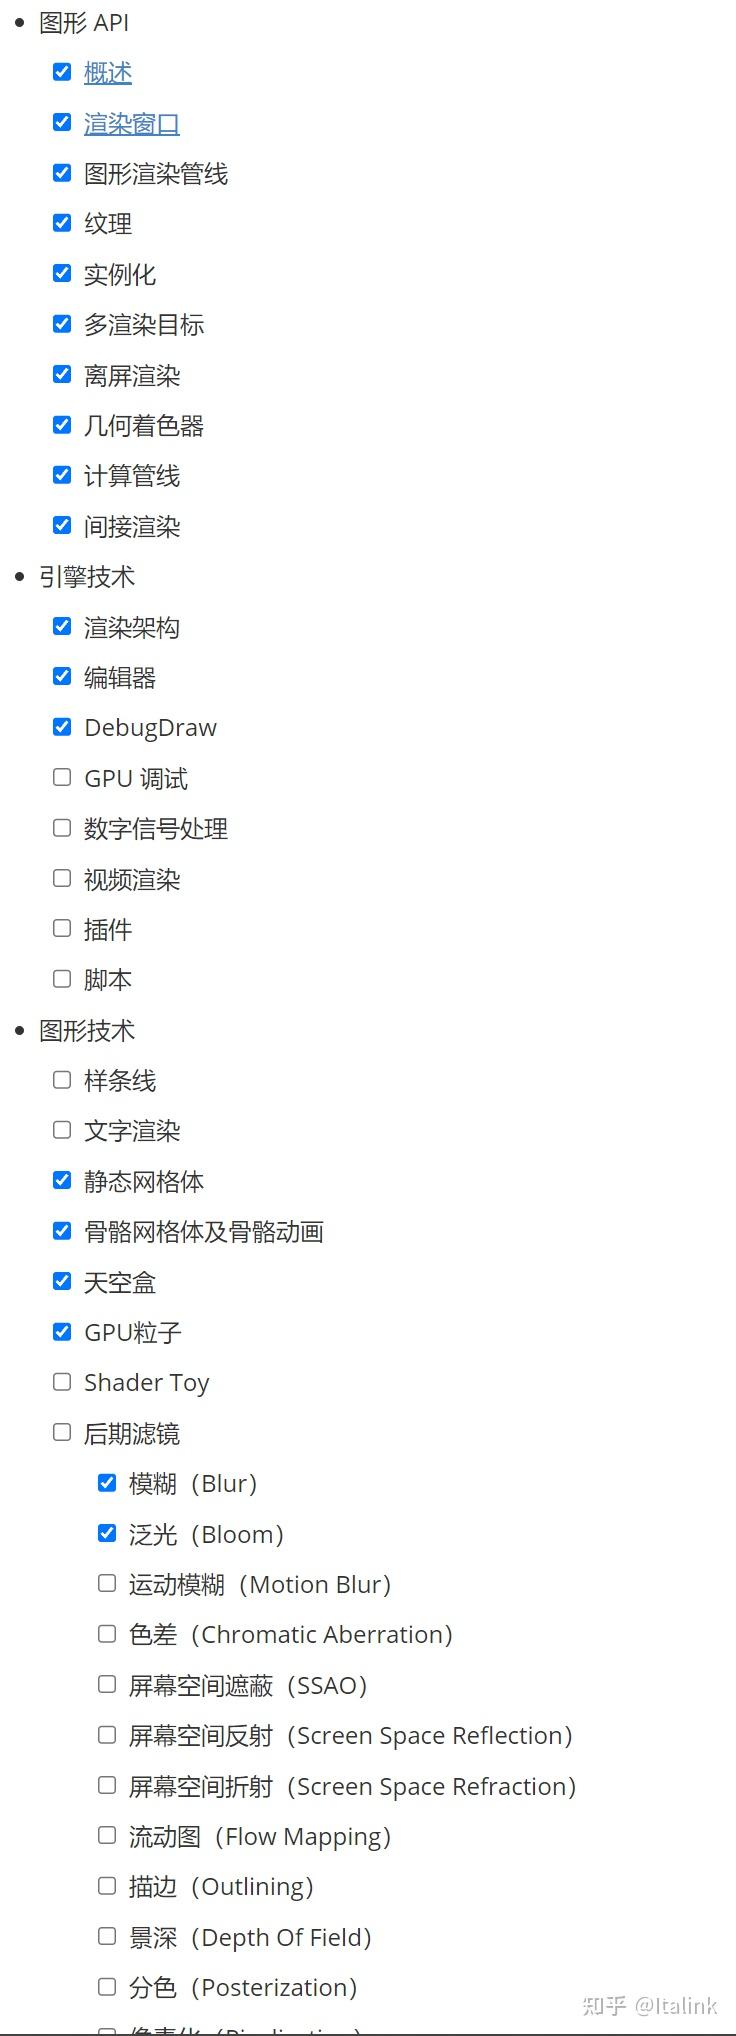 图形 API
概述
渲染窗口
图形渲染管线
纹理
实例化
多渲染目标
离屏渲染
几何着色器
计算管线
间接渲染
引擎技术
渲染架构
编辑器
DebugDraw
GPU 调试
数字信号处理
视频渲染
插件
脚本
图形技术
样条线
文字渲染
静态网格体
骨骼网格体及骨骼动画
天空盒
GPU粒子
Shader Toy
后期滤镜
模糊（Blur）
泛光（Bloom）
运动模糊（Motion Blur）
色差（Chromatic Aberration）
屏幕空间遮蔽（SSAO）
屏幕空间反射（Screen Space Reflection）
屏幕空间折射（Screen Space Refraction）
流动图（Flow Mapping）
描边（Outlining）
景深（Depth Of Field）
分色（Posterization）
知乎 @Italink